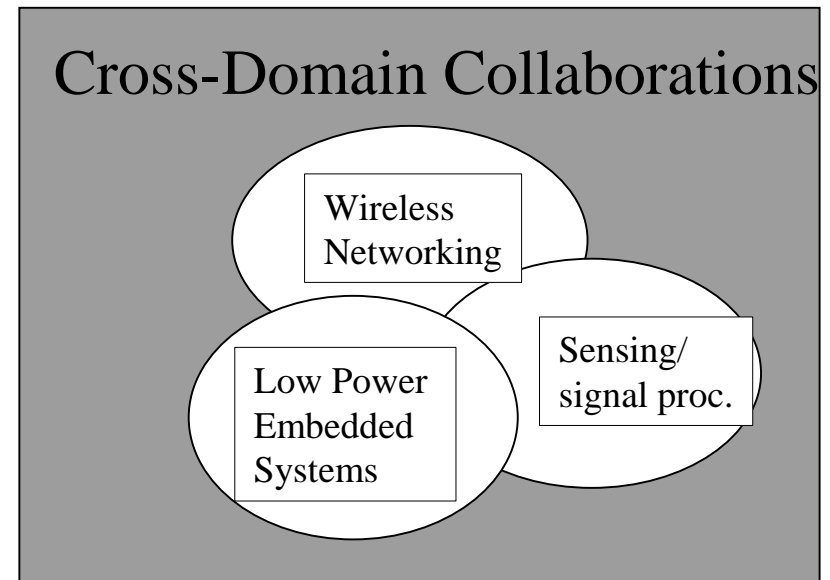 Cross-Domain Collaborations
Wireless
Networking
Sensing/
signal proc.
Low Power
Embedded
Systems